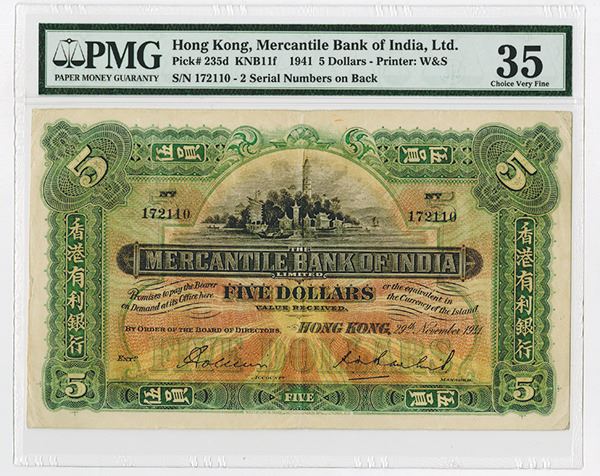 PMG
PAPER MONEY GUARANTY
Hong Kong, Mercantile Bank of India, Ltd.
Pick# 235d KNB11f 1941 5 Dollars - Printer: W&S
S/N 172110 - 2 Serial Numbers on Back
35
Choice Very Fine
5
員伍
員伍
5
172110
172110
THE
MERCANTILE BANK OF INDIA
LIMITED
Promises to pay the Bearer
on Demand at its Office here
FIVE DOLLARS
VALUE RECEIVED.
or the equivalent in
the Currency of the Island
BY ORDER OF THE BOARD OF DIRECTORS.
HONG KONG, 29th November 1941
香港有利銀行
香港有利銀行
FIVE DOLLARS
ACCOUNTT
MANAGER
5
員伍
FIVE
員伍
5